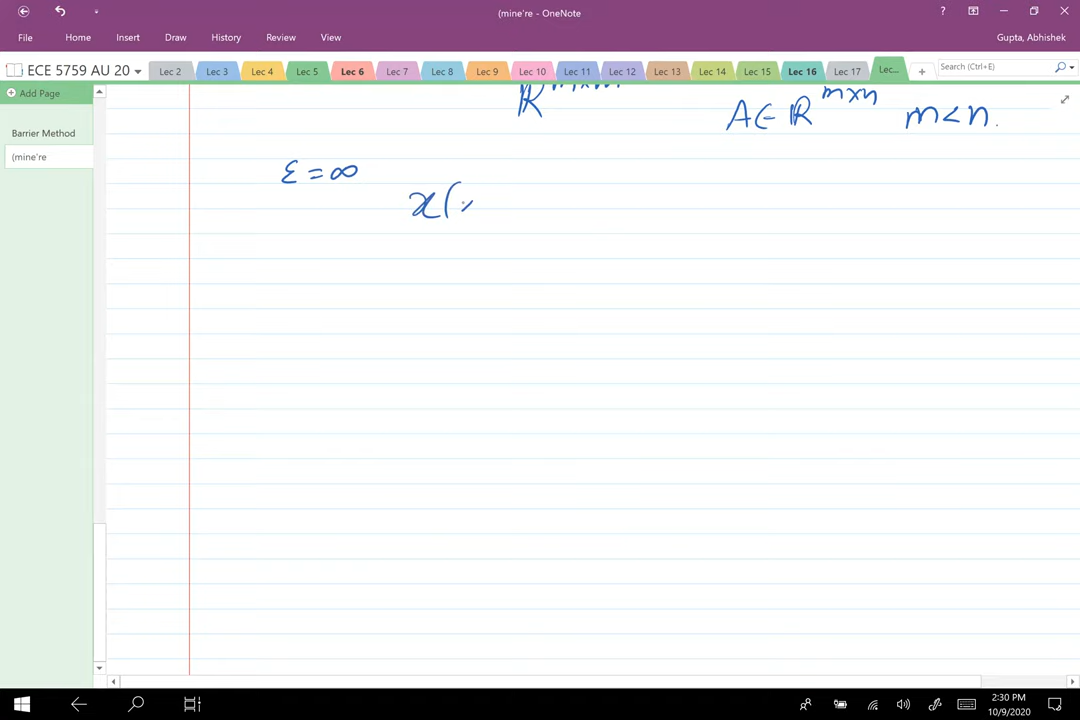 (mine're - OneNote
Gupta, Abhishek
File Home Insert Draw History Review View
ECE 5759 AU 20
Lec 2 Lec 3 Lec 4 Lec 5 Lec 6 Lec 7 Lec 8 Lec 9 Lec 10 Lec 11 Lec 12 Lec 13 Lec 14 Lec 15 Lec 16 Lec 17 Lec...
Search (Ctrl+E)
Add Page
Barrier Method
(mine're
ℝ
A ∈ ℝ^{m×n} m < n.
ε = ∞
x(
2:30 PM
10/9/2020